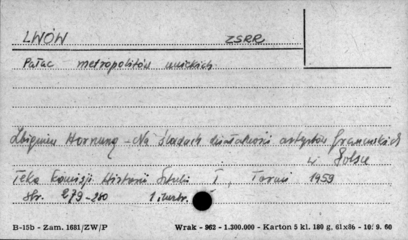 LWÓW ZSRR
Pałac metropolitów unickich
Zbigniew Hornung - Na śladach działalności artystów francuskich
w Polsce
Teka Komisji Historii Sztuki I, Toruń 1959
str. 279-280 1 ilustr.
B-15b - Zam. 1681/ZW/P Wrak - 962 - 1.300.000 - Karton 5 kl. 180 g, 61x86 - 10. 9. 60